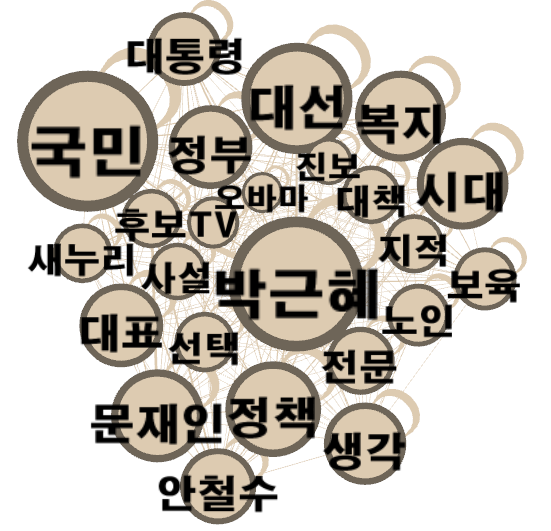 대통령
대선
복지
국민
정부
진보
시대
오바마
대책
후보
TV
지적
새누리
사설
박근혜
보육
대표
선택
노인
전문
문재인
정책
생각
안철수